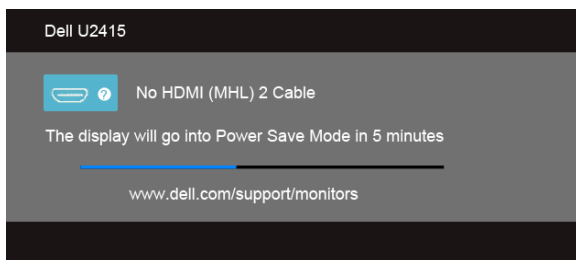 Dell U2415
No HDMI (MHL) 2 Cable
The display will go into Power Save Mode in 5 minutes
www.dell.com/support/monitors